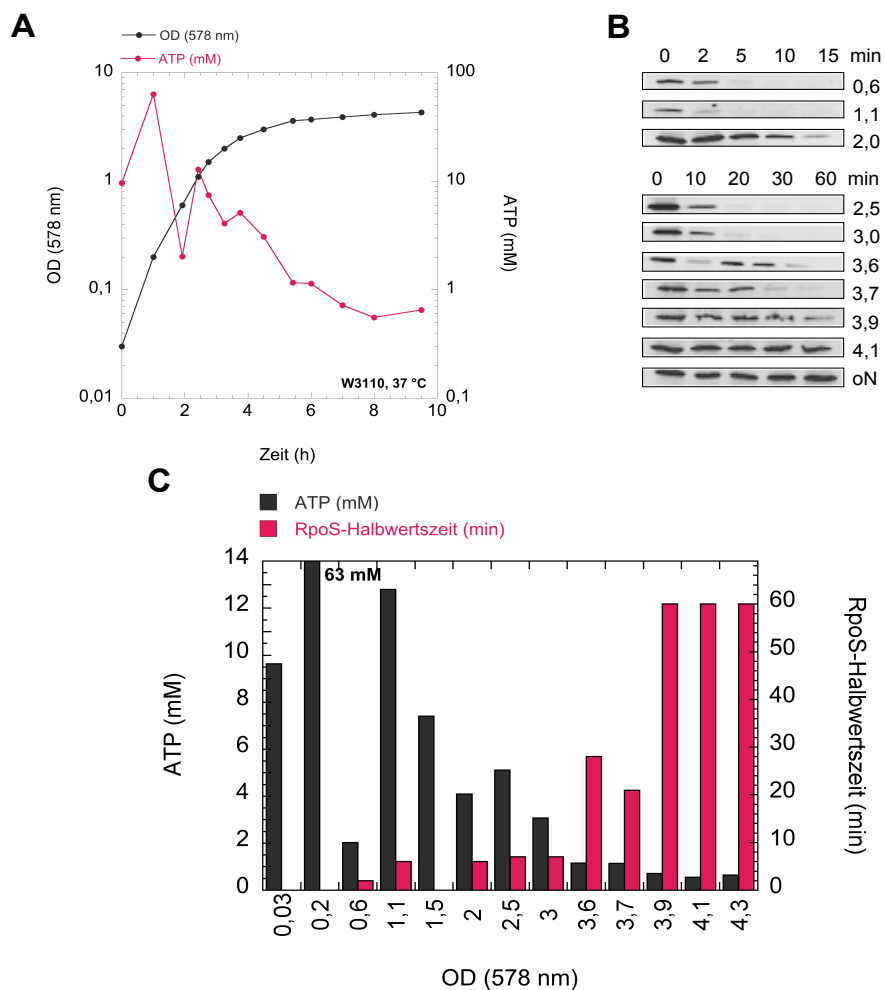 A
OD (578 nm)
ATP (mM)
10
1
0,1
0,01
OD (578 nm)
100
10
1
0,1
ATP (mM)
W3110, 37 °C
0 2 4 6 8 10
Zeit (h)
B
0 2 5 10 15 min
0,6
1,1
2,0
0 10 20 30 60 min
2,5
3,0
3,6
3,7
3,9
4,1
oN
C
ATP (mM)
RpoS-Halbwertszeit (min)
63 mM
14
12
10
8
6
4
2
0
ATP (mM)
60
50
40
30
20
10
0
RpoS-Halbwertszeit (min)
0,03 0,2 0,6 1,1 1,5 2 2,5 3 3,6 3,7 3,9 4,1 4,3
OD (578 nm)